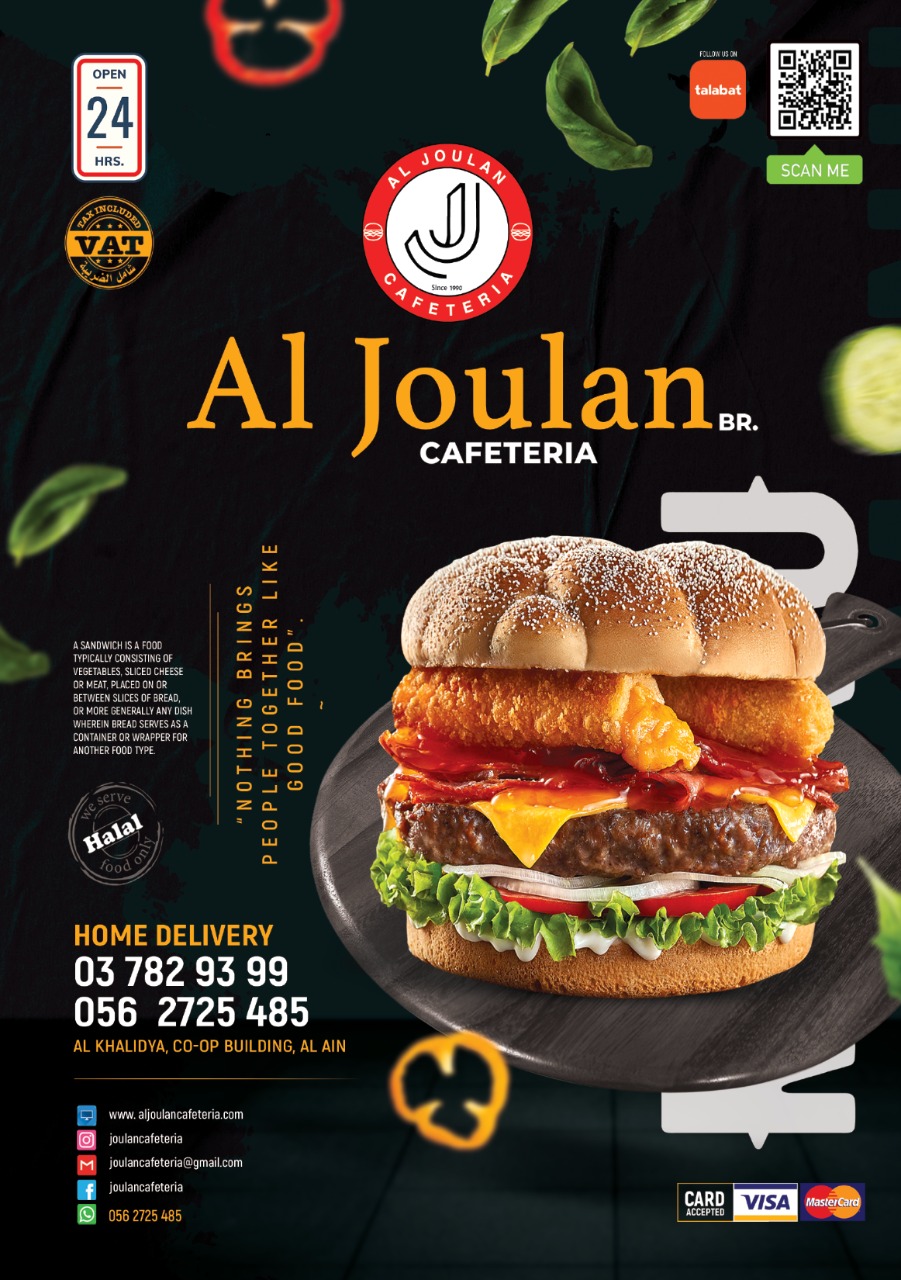 OPEN
24
HRS.
TAX INCLUDED
VAT
شامل الضريبة
FOLLOW US ON
talabat
SCAN ME
AL JOULAN
Since 1990
CAFETERIA
Al Joulan BR.
CAFETERIA
MENU
A SANDWICH IS A FOOD
TYPICALLY CONSISTING OF
VEGETABLES, SLICED CHEESE
OR MEAT, PLACED ON OR
BETWEEN SLICES OF BREAD,
OR MORE GENERALLY ANY DISH
WHEREIN BREAD SERVES AS A
CONTAINER OR WRAPPER FOR
ANOTHER FOOD TYPE.
"NOTHING BRINGS
PEOPLE TOGETHER LIKE
GOOD FOOD".
~
we serve
Halal
food only
HOME DELIVERY
03 782 93 99
056 2725 485
AL KHALIDYA, CO-OP BUILDING, AL AIN
www. aljoulancafeteria.com
joulancafeteria
joulancafeteria@gmail.com
joulancafeteria
056 2725 485
CARD
ACCEPTED
VISA
MasterCard